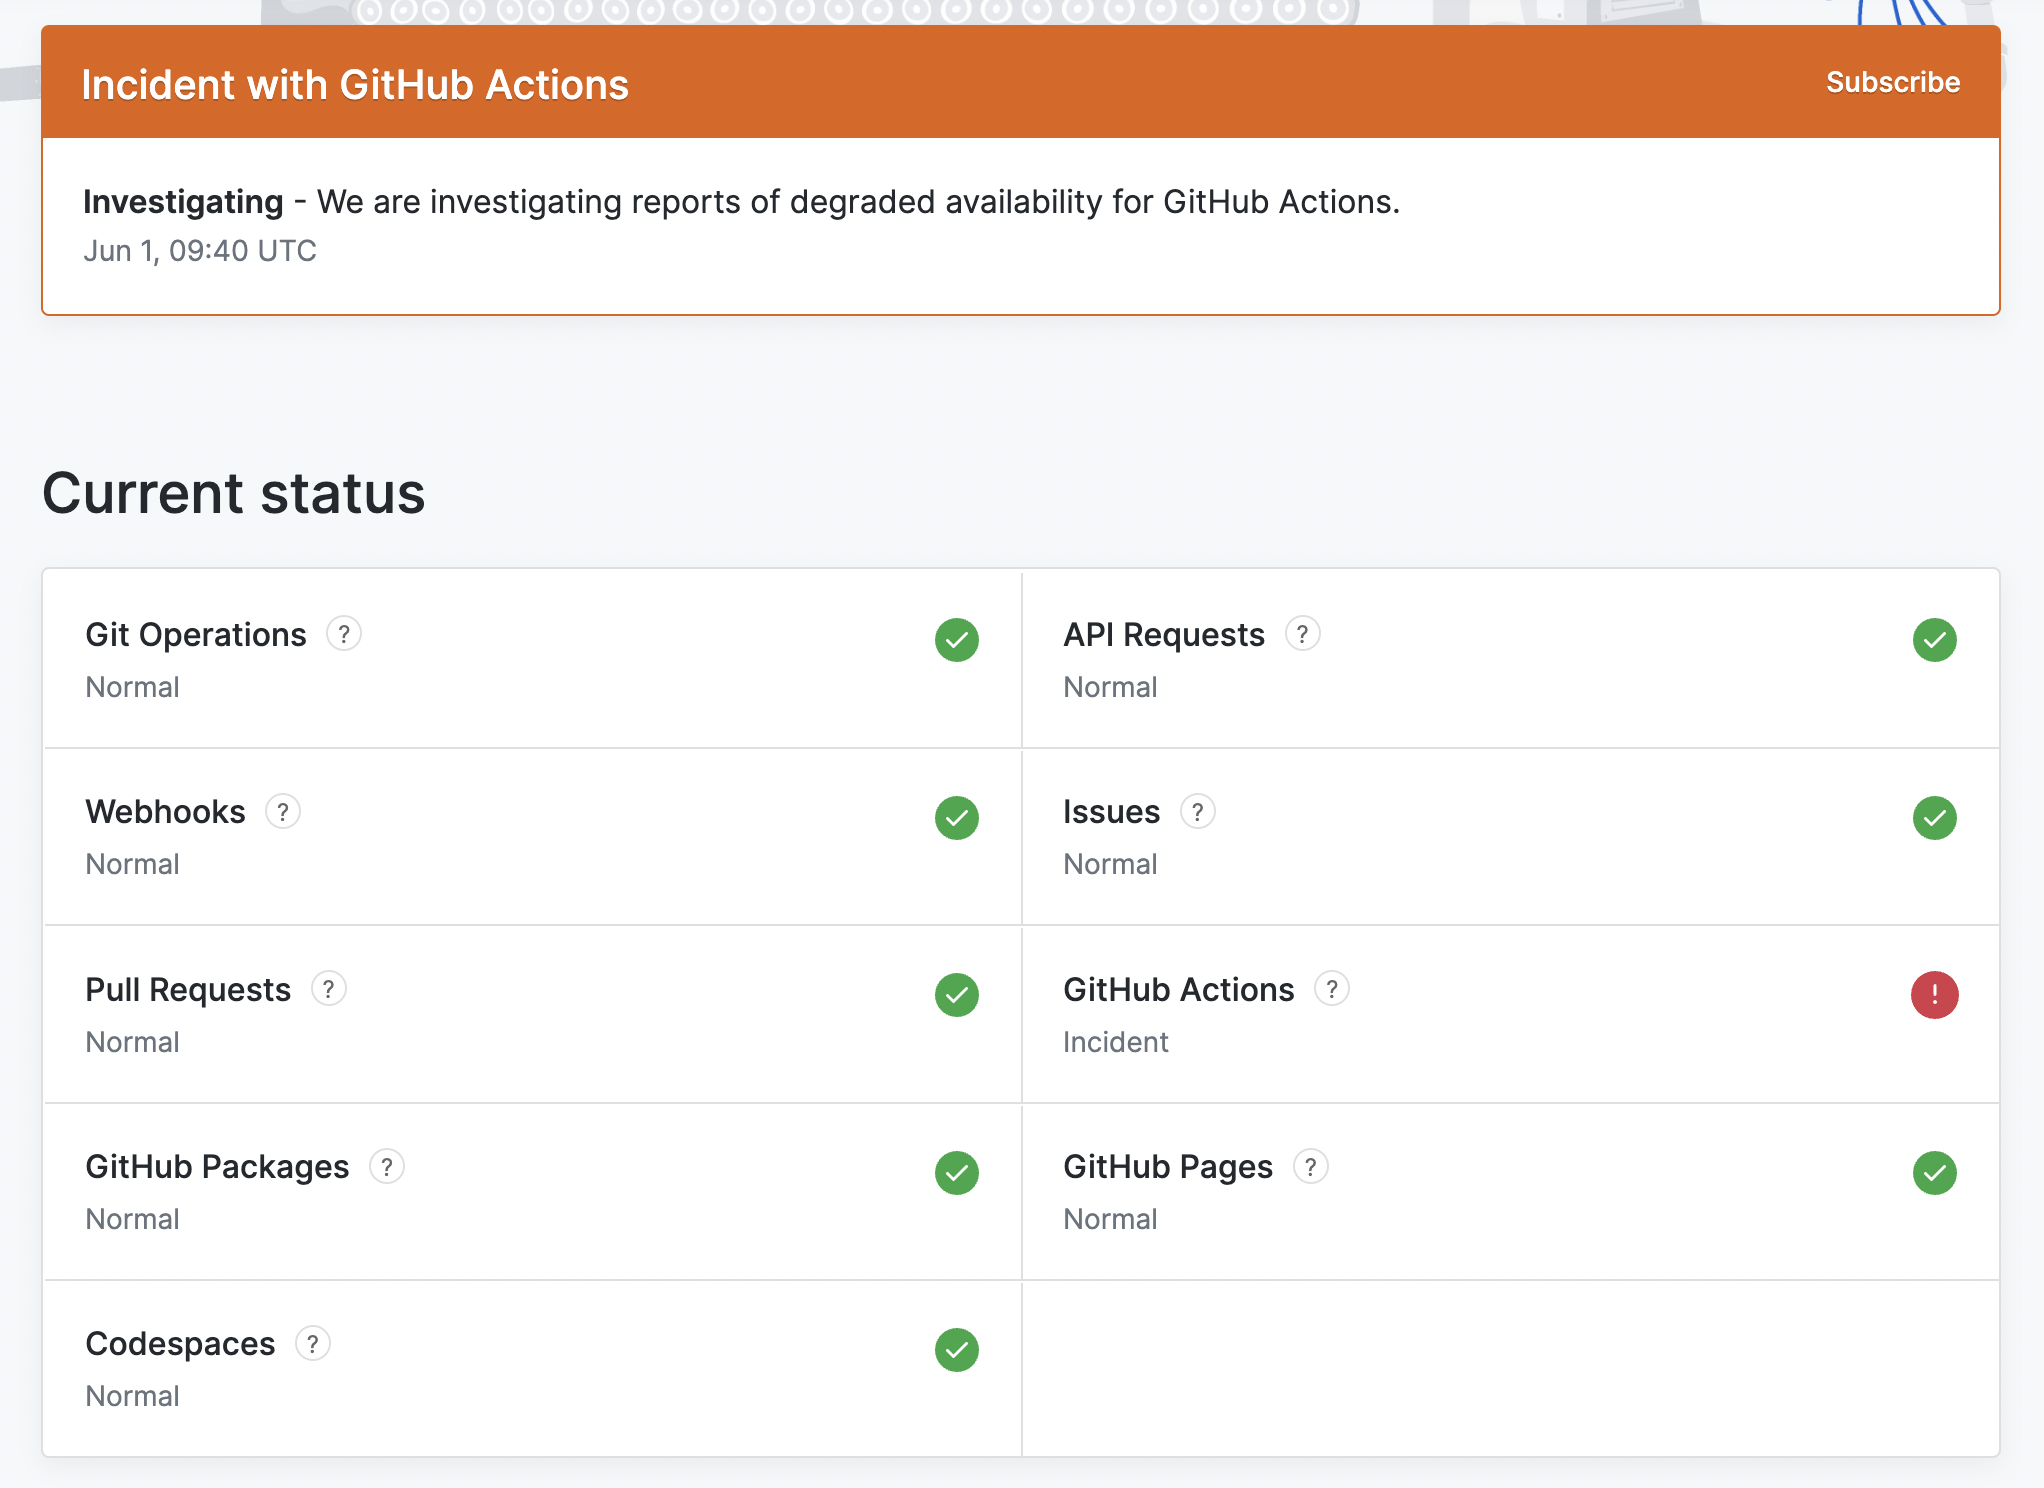 Incident with GitHub Actions
Subscribe
Investigating - We are investigating reports of degraded availability for GitHub Actions.
Jun 1, 09:40 UTC
Current status
Git Operations ?
Normal
API Requests ?
Normal
Webhooks ?
Normal
Issues ?
Normal
Pull Requests ?
Normal
GitHub Actions ?
Incident
GitHub Packages ?
Normal
GitHub Pages ?
Normal
Codespaces ?
Normal